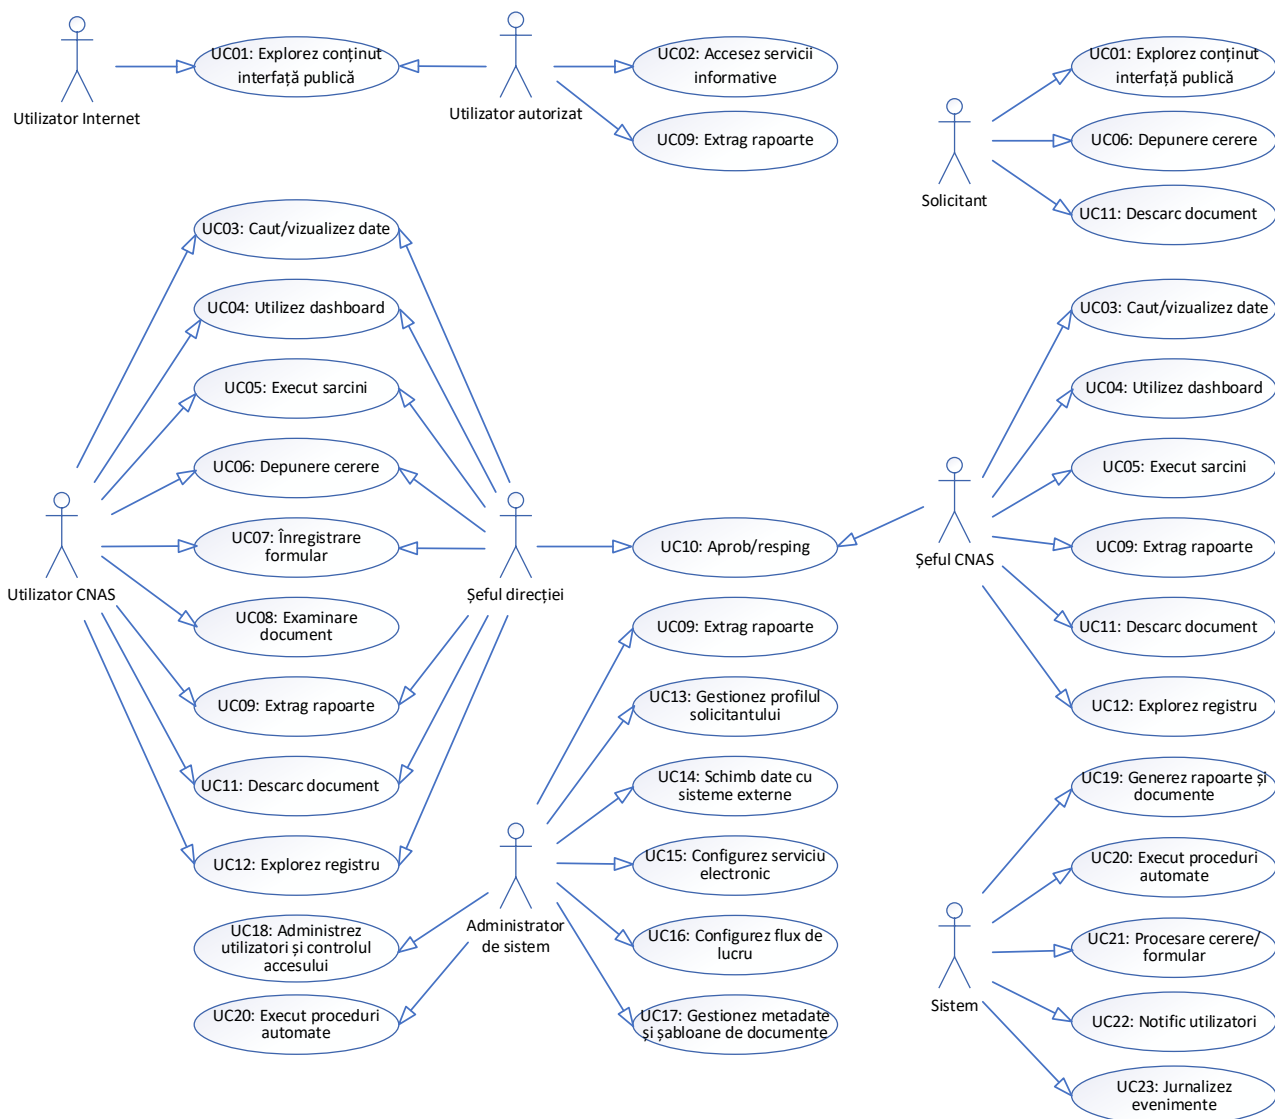 UC01: Explorez conținut
interfață publică
Utilizator Internet
Utilizator autorizat
UC02: Accesez servicii
informative
UC09: Extrag rapoarte
UC01: Explorez conținut
interfață publică
UC06: Depunere cerere
UC11: Descarc document
Solicitant
UC03: Caut/vizualizez date
UC04: Utilizez dashboard
UC05: Execut sarcini
UC06: Depunere cerere
UC07: Înregistrare
formular
UC08: Examinare
document
UC09: Extrag rapoarte
UC11: Descarc document
UC12: Explorez registru
Utilizator CNAS
Șeful direcției
UC10: Aprob/resping
Șeful CNAS
UC03: Caut/vizualizez date
UC04: Utilizez dashboard
UC05: Execut sarcini
UC09: Extrag rapoarte
UC11: Descarc document
UC12: Explorez registru
UC09: Extrag rapoarte
UC13: Gestionez profilul
solicitantului
UC14: Schimb date cu
sisteme externe
UC15: Configurez serviciu
electronic
UC16: Configurez flux de
lucru
UC17: Gestionez metadate
și șabloane de documente
Administrator
de sistem
UC18: Administrez
utilizatori și controlul
accesului
UC20: Execut proceduri
automate
UC19: Generez rapoarte și
documente
UC20: Execut proceduri
automate
UC21: Procesare cerere/
formular
UC22: Notific utilizatori
UC23: Jurnalizez
evenimente
Sistem